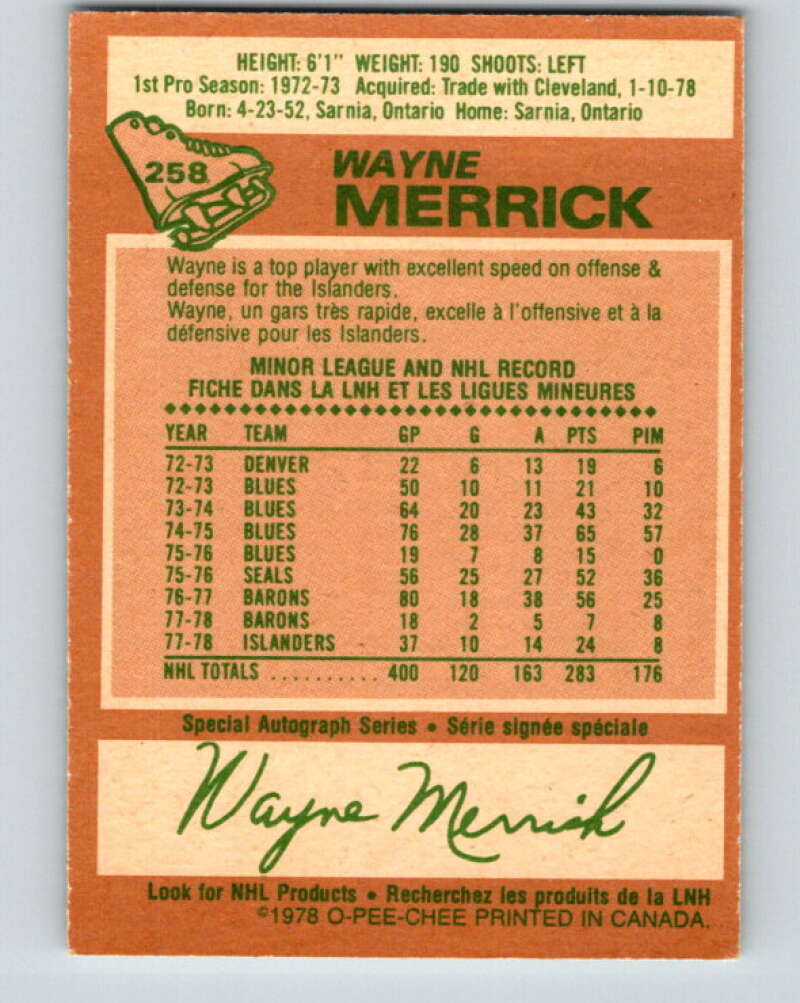 HEIGHT: 6'1" WEIGHT: 190 SHOOTS: LEFT
1st Pro Season: 1972-73 Acquired: Trade with Cleveland, 1-10-78
Born: 4-23-52, Sarnia, Ontario Home: Sarnia, Ontario
258
WAYNE
MERRICK
Wayne is a top player with excellent speed on offense &
defense for the Islanders.
Wayne, un gars très rapide, excelle à l'offensive et à la
défensive pour les Islanders.
MINOR LEAGUE AND NHL RECORD
FICHE DANS LA LNH ET LES LIGUES MINEURES
YEAR TEAM GP G A PTS PIM
72-73 DENVER 22 6 13 19 6
72-73 BLUES 50 10 11 21 10
73-74 BLUES 64 20 23 43 32
74-75 BLUES 76 28 37 65 57
75-76 BLUES 19 7 8 15 0
75-76 SEALS 56 25 27 52 36
76-77 BARONS 80 18 38 56 25
77-78 BARONS 18 2 5 7 8
77-78 ISLANDERS 37 10 14 24 8
NHL TOTALS .......... 400 120 163 283 176
Special Autograph Series • Série signée spéciale
Wayne Merrick
Look for NHL Products • Recherchez les produits de la LNH
©1978 O-PEE-CHEE PRINTED IN CANADA.